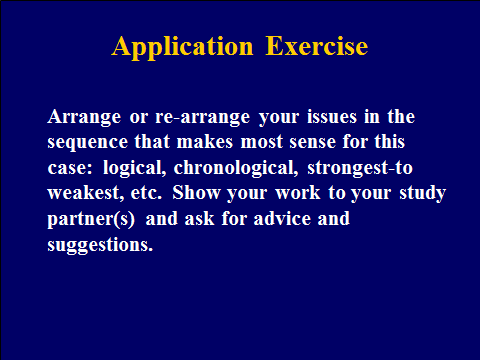 Application Exercise
Arrange or re-arrange your issues in the
sequence that makes most sense for this
case:  logical, chronological, strongest-to
weakest, etc.  Show your work to your study
partner(s)  and ask for advice and
suggestions.